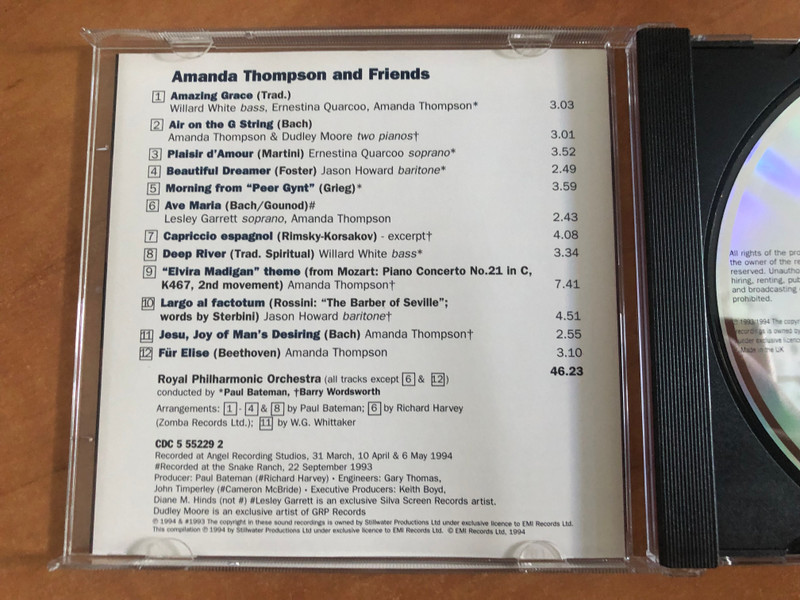 Amanda Thompson and Friends
1 Amazing Grace (Trad.)
Willard White bass, Ernestina Quarcoo, Amanda Thompson* 3.03
2 Air on the G String (Bach)
Amanda Thompson & Dudley Moore two pianos† 3.01
3 Plaisir d'Amour (Martini) Ernestina Quarcoo soprano* 3.52
4 Beautiful Dreamer (Foster) Jason Howard baritone* 2.49
5 Morning from "Peer Gynt" (Grieg)* 3.59
6 Ave Maria (Bach/Gounod)#
Lesley Garrett soprano, Amanda Thompson 2.43
7 Capriccio espagnol (Rimsky-Korsakov) - excerpt† 4.08
8 Deep River (Trad. Spiritual) Willard White bass* 3.34
9 "Elvira Madigan" theme (from Mozart: Piano Concerto No.21 in C,
K467, 2nd movement) Amanda Thompson† 7.41
10 Largo al factotum (Rossini: "The Barber of Seville";
words by Sterbini) Jason Howard baritone† 4.51
11 Jesu, Joy of Man's Desiring (Bach) Amanda Thompson† 2.55
12 Für Elise (Beethoven) Amanda Thompson 3.10
46.23
Royal Philharmonic Orchestra (all tracks except 6 & 12)
conducted by *Paul Bateman, †Barry Wordsworth
Arrangements: 1 - 4 & 8 by Paul Bateman; 6 by Richard Harvey
(Zomba Records Ltd.); 11 by W.G. Whittaker
CDC 5 55229 2
Recorded at Angel Recording Studios, 31 March, 10 April & 6 May 1994
#Recorded at the Snake Ranch, 22 September 1993
Producer: Paul Bateman (#Richard Harvey) • Engineers: Gary Thomas,
John Timperley (#Cameron McBride) • Executive Producers: Keith Boyd,
Diane M. Hinds (not #) #Lesley Garrett is an exclusive Silva Screen Records artist.
Dudley Moore is an exclusive artist of GRP Records
℗ 1994 & #1993 The copyright in these sound recordings is owned by Stillwater Productions Ltd under exclusive licence to EMI Records Ltd.
This compilation ℗ 1994 by Stillwater Productions Ltd under exclusive licence to EMI Records Ltd. © EMI Records Ltd, 1994
All rights of the
the owner of the
reserved.
hiring, renting,
and broadcasting
prohibited.
1993/1994 The
is owned by
exclusive
Made in the UK